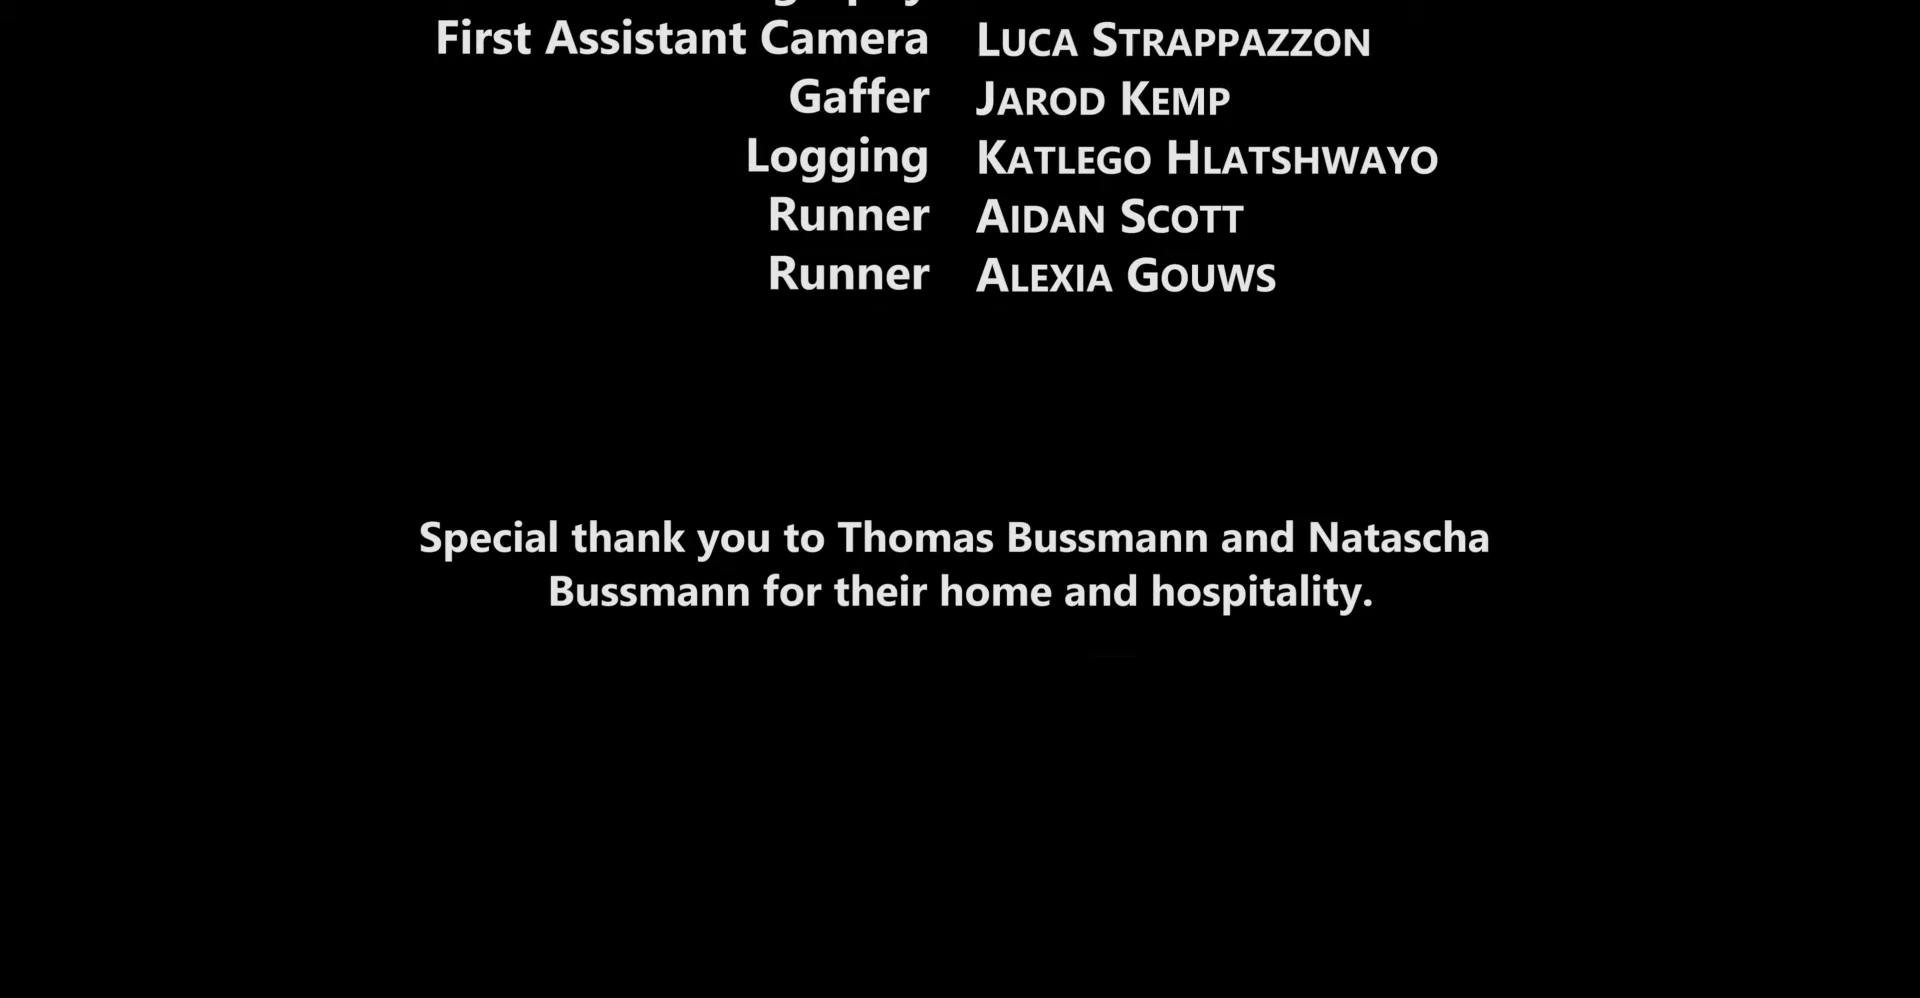 First Assistant Camera LUCA STRAPPAZZON
Gaffer JAROD KEMP
Logging KATLEGO HLATSHWAYO
Runner AIDAN SCOTT
Runner ALEXIA GOUWS
Special thank you to Thomas Bussmann and Natascha
Bussmann for their home and hospitality.